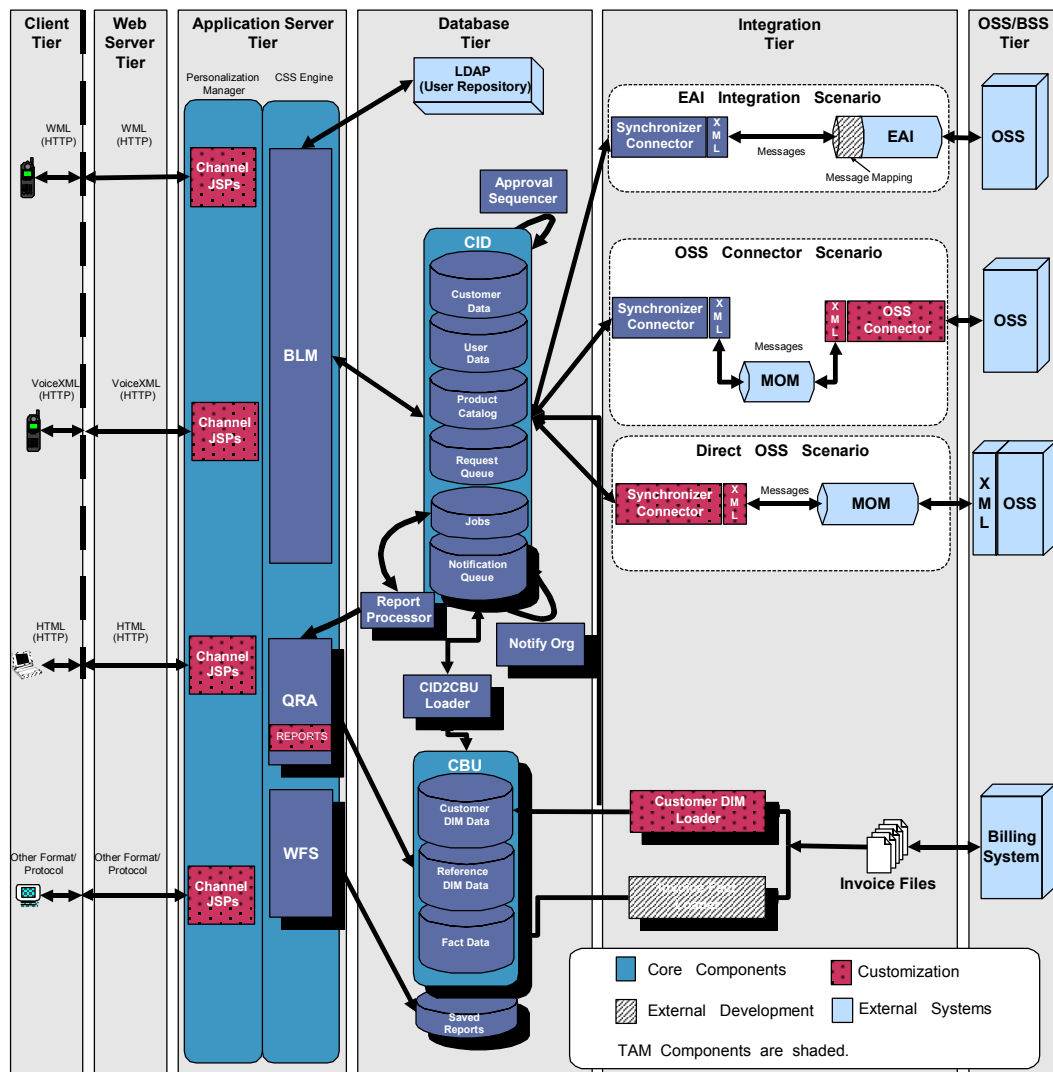 Client
Tier
Web
Server
Tier
Application Server
Tier
Database
Tier
Integration
Tier
OSS/BSS
Tier
Personalization
Manager
CSS Engine
LDAP
(User Repository)
EAI Integration Scenario
WML
(HTTP)
WML
(HTTP)
Channel
JSPs
Synchronizer
Connector
X
M
L
Messages
EAI
Message Mapping
OSS
Approval
Sequencer
CID
Customer
Data
User
Data
Product
Catalog
Request
Queue
Jobs
Notification
Queue
BLM
OSS Connector Scenario
Synchronizer
Connector
X
M
L
Messages
MOM
X
M
L
OSS
Connector
OSS
VoiceXML
(HTTP)
VoiceXML
(HTTP)
Channel
JSPs
Direct OSS Scenario
Synchronizer
Connector
X
M
L
Messages
MOM
X
M
L
OSS
Report
Processor
Notify Org
HTML
(HTTP)
HTML
(HTTP)
Channel
JSPs
QRA
REPORTS
CID2CBU
Loader
CBU
Customer
DIM Data
Reference
DIM Data
Fact Data
Saved
Reports
WFS
Customer DIM
Loader
Invoice Files
Billing
System
Other Format/
Protocol
Other Format/
Protocol
Channel
JSPs
Core Components
Customization
External Development
External Systems
TAM Components are shaded.